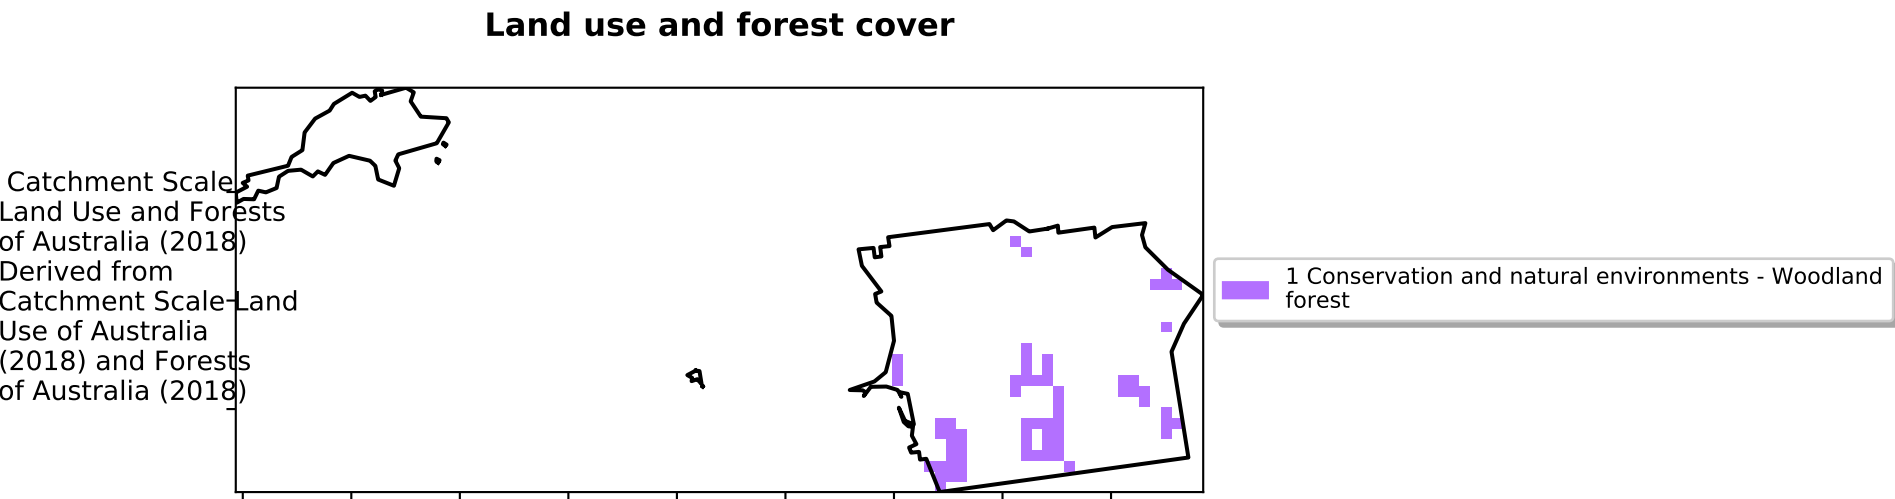 Land use and forest cover
Catchment Scale
Land Use and Forests
of Australia (2018)
Derived from
Catchment Scale Land
Use of Australia
(2018) and Forests
of Australia (2018)
1 Conservation and natural environments - Woodland
forest